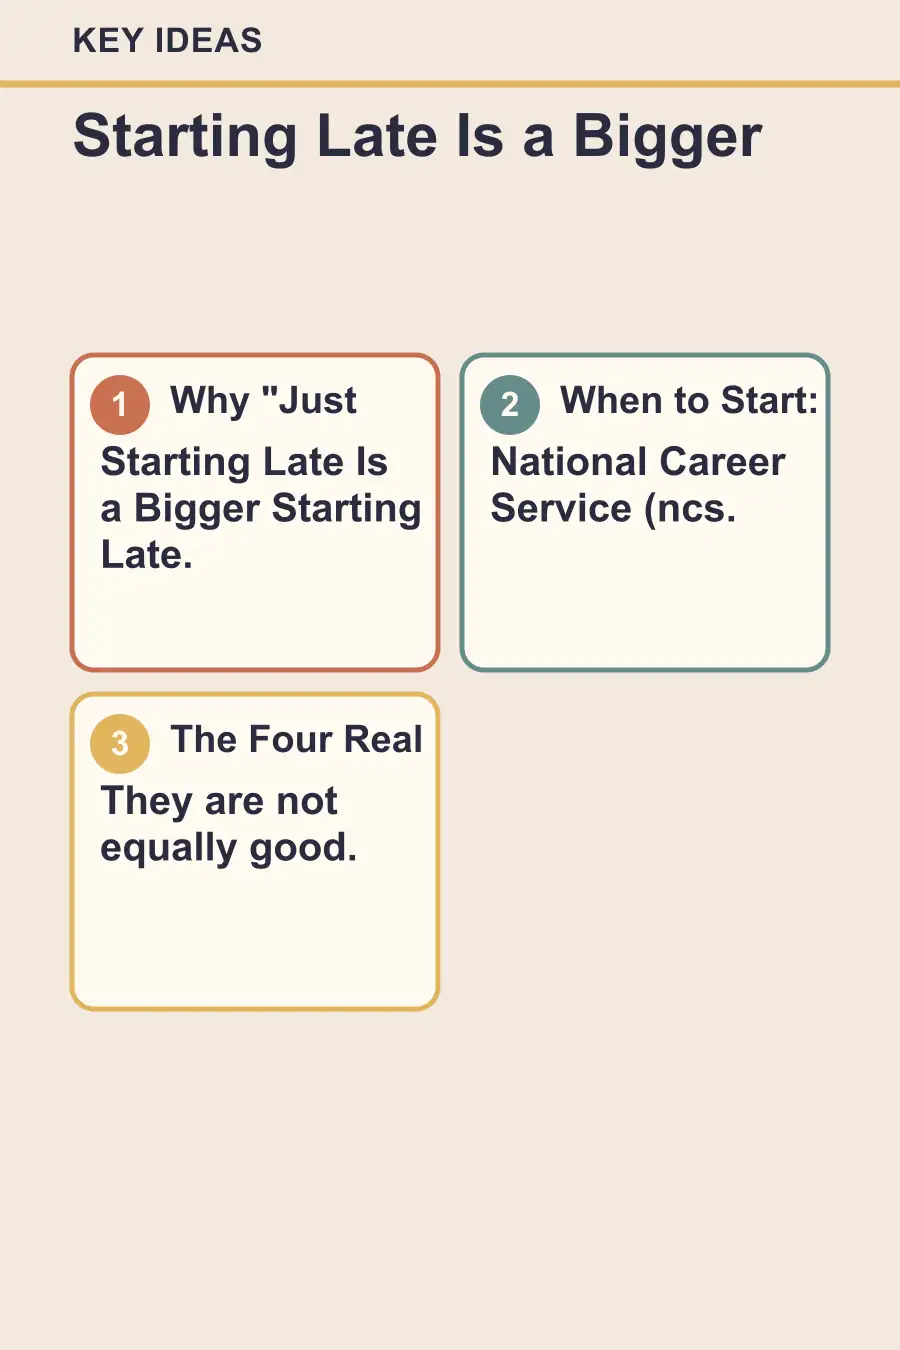 KEY IDEAS
Starting Late Is a Bigger
1 Why "Just
Starting Late Is
a Bigger Starting
Late.
2 When to Start:
National Career
Service (ncs.
3 The Four Real
They are not
equally good.